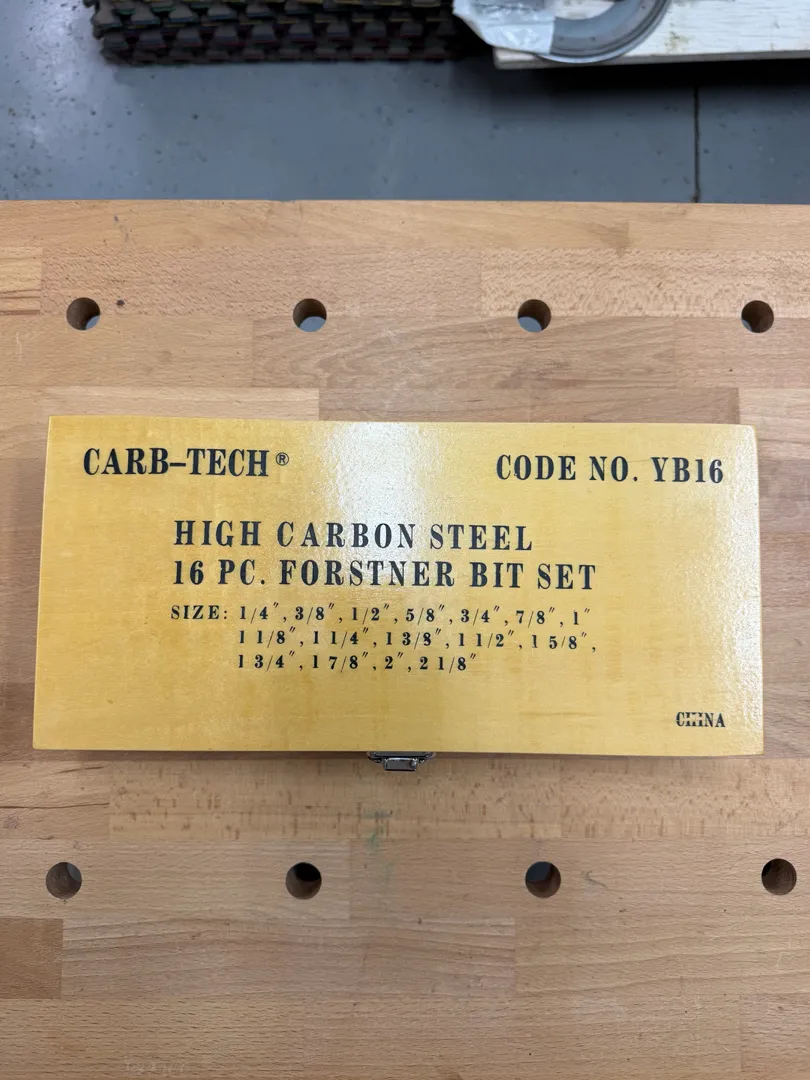 CARB-TECH® CODE NO. YB16
HIGH CARBON STEEL
16 PC. FORSTNER BIT SET
SIZE: 1/4″, 3/8″, 1/2″, 5/8″, 3/4″, 7/8″, 1″
1 1/8″, 1 1/4″, 1 3/8″, 1 1/2″, 1 5/8″,
1 3/4″, 1 7/8″, 2″, 2 1/8″
CHINA